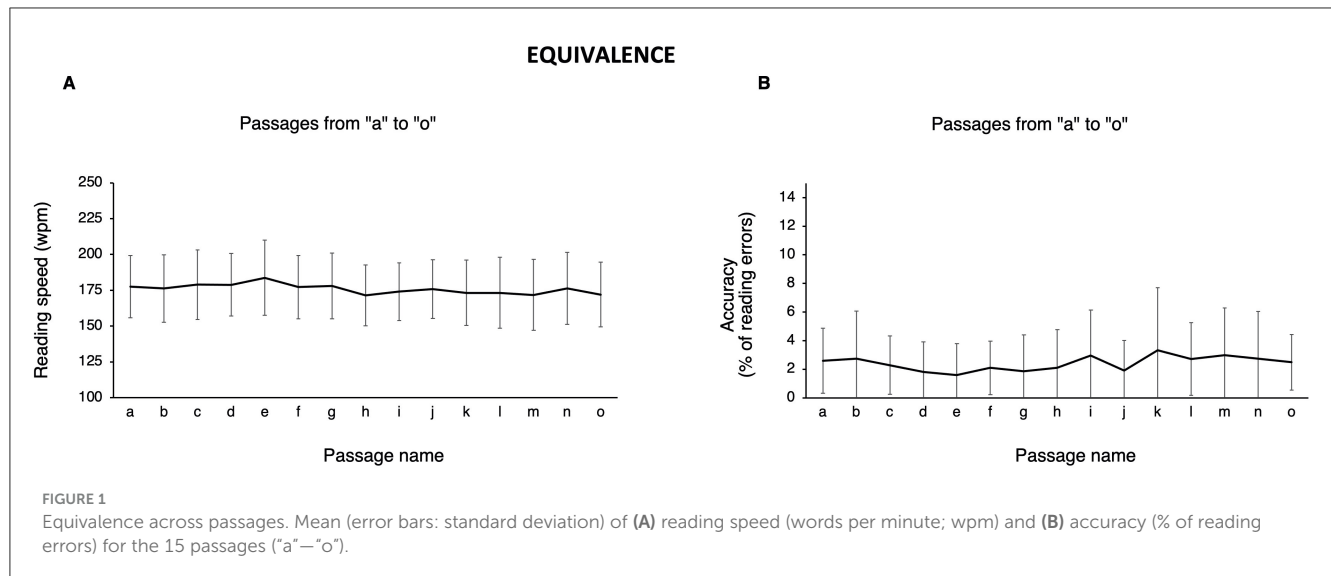 EQUIVALENCE
A
Passages from "a" to "o"
250
225
200
175
150
125
100
Reading speed (wpm)
a b c d e f g h i j k l m n o
Passage name
B
Passages from "a" to "o"
14
12
10
8
6
4
2
0
Accuracy
(% of reading errors)
a b c d e f g h i j k l m n o
Passage name
FIGURE 1
Equivalence across passages. Mean (error bars: standard deviation) of (A) reading speed (words per minute; wpm) and (B) accuracy (% of reading
errors) for the 15 passages (“a”—“o”).